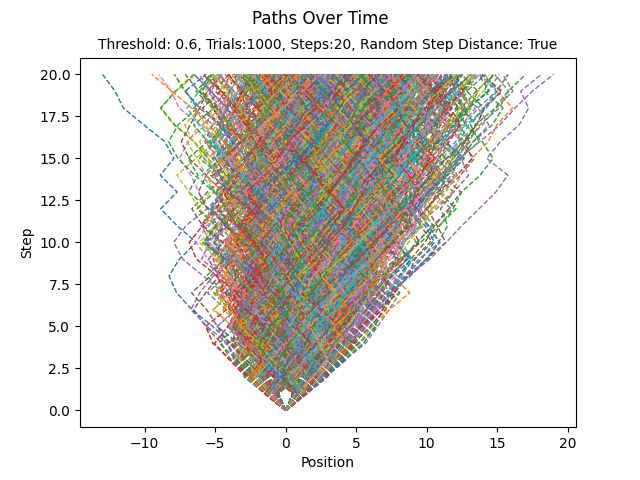 Paths Over Time
Threshold: 0.6, Trials:1000, Steps:20, Random Step Distance: True
20.0
17.5
15.0
12.5
10.0
7.5
5.0
2.5
0.0
Step
−10 −5 0 5 10 15 20
Position